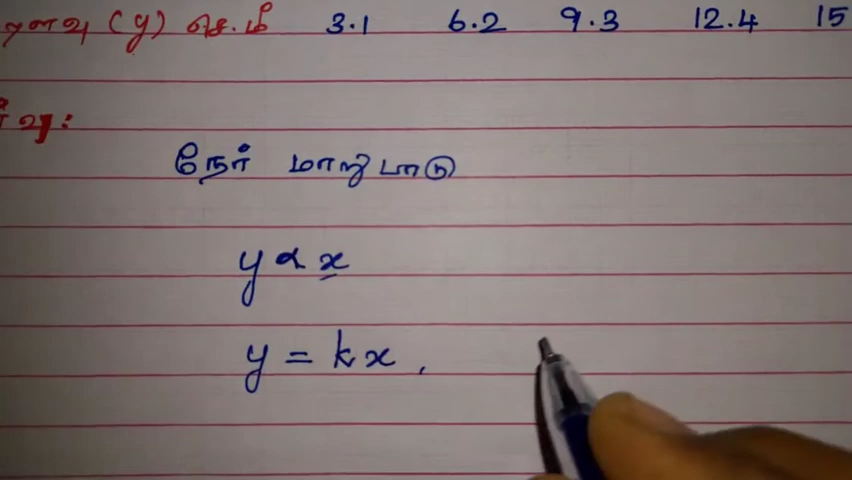 (y) செ.மீ 3.1 6.2 9.3 12.4 15
நேர் மாறுபாடு
y ∝ x
y = kx,